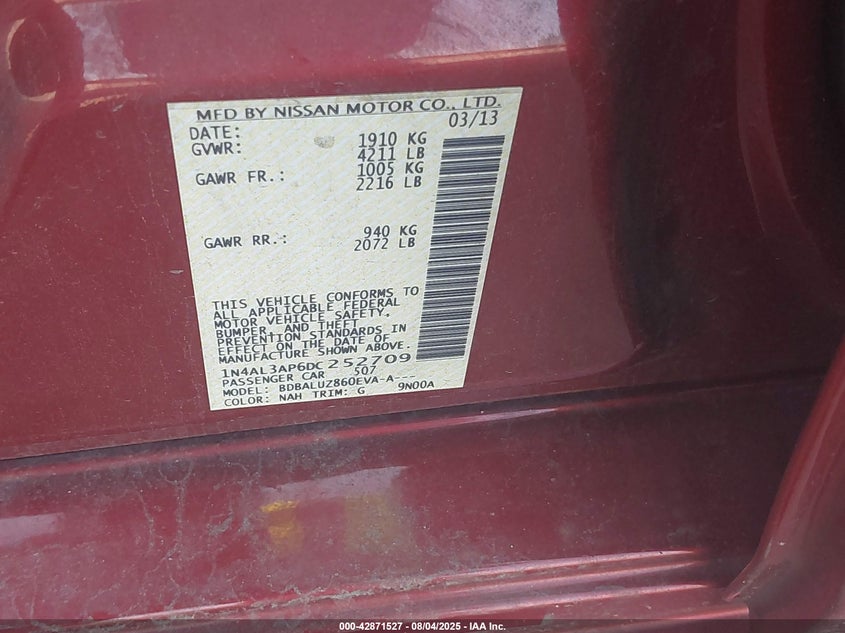 MFD BY NISSAN MOTOR CO., LTD.
DATE: 03/13
GVWR: 1910 KG
4211 LB
GAWR FR.: 1005 KG
2216 LB
GAWR RR.: 940 KG
2072 LB
THIS VEHICLE CONFORMS TO
ALL APPLICABLE FEDERAL
MOTOR VEHICLE SAFETY,
BUMPER, AND THEFT
PREVENTION STANDARDS IN
EFFECT ON THE DATE OF
MANUFACTURE SHOWN ABOVE.
1N4AL3AP6DC252709
PASSENGER CAR 507
MODEL: BDBALUZ860EVA-A---
COLOR: NAH TRIM: G 9N00A
000-42871527 - 08/04/2025 - IAA Inc.